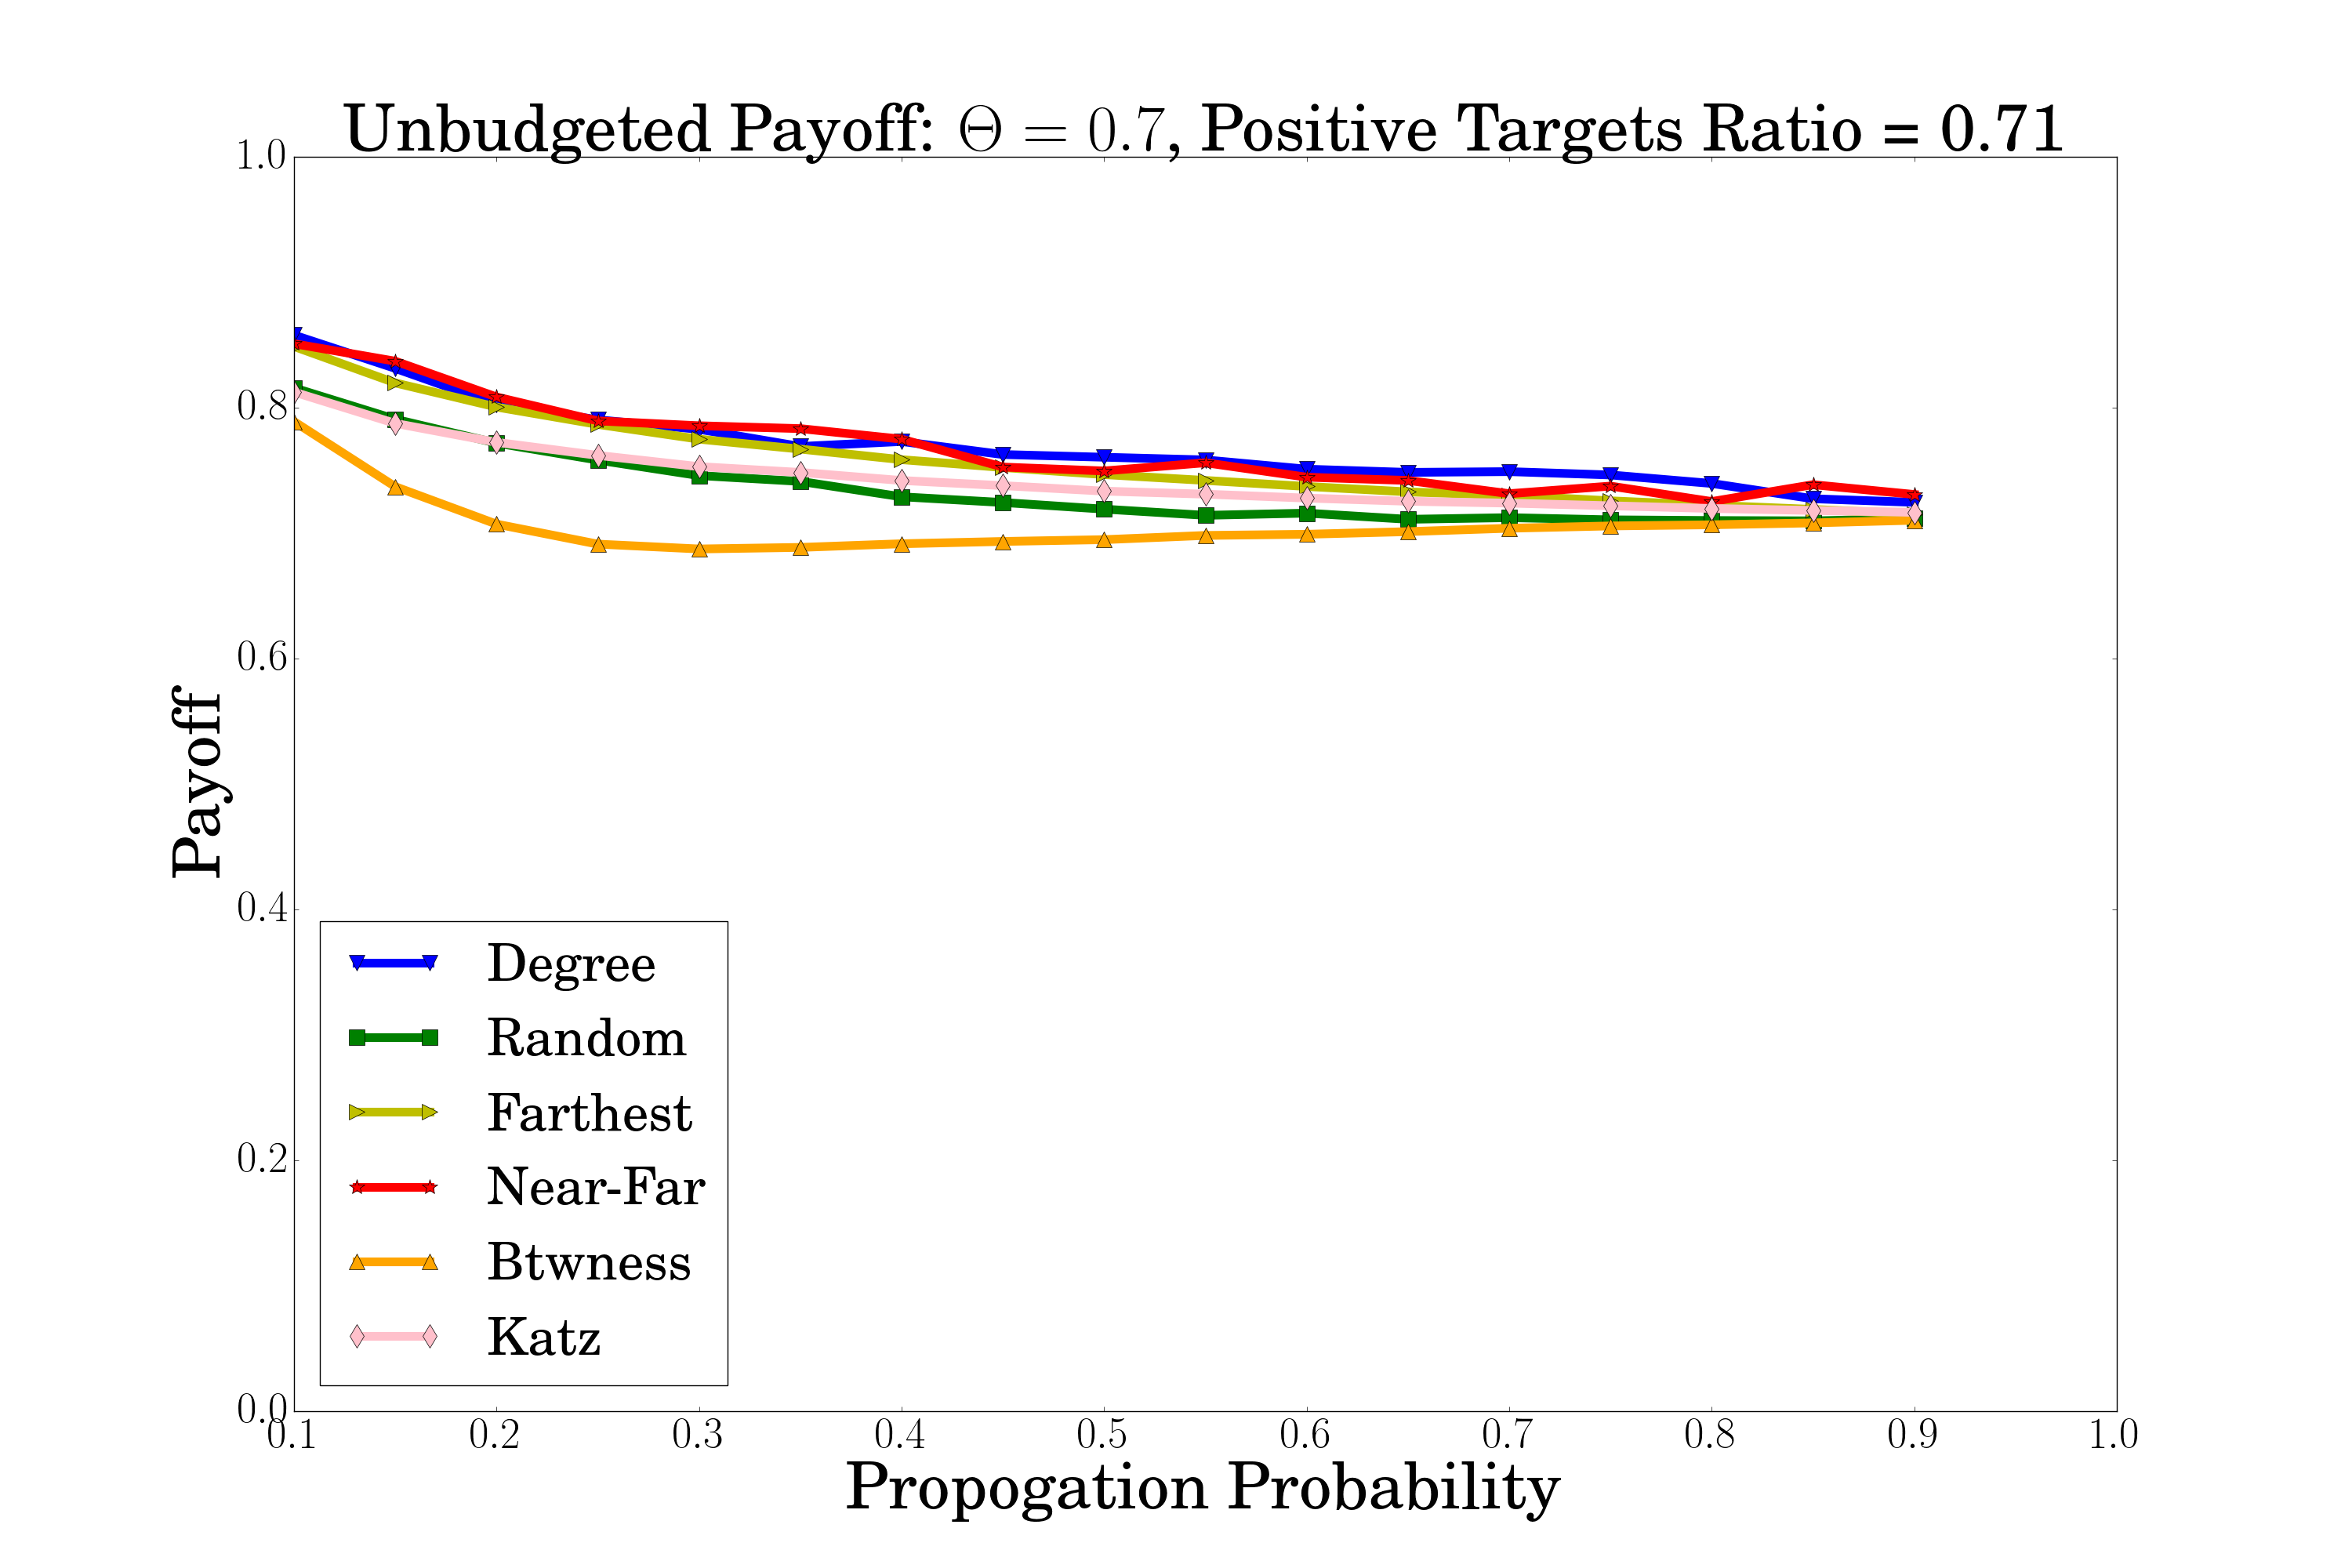 Unbudgeted Payoff: Θ = 0.7, Positive Targets Ratio = 0.71
1.0
0.8
0.6
0.4
0.2
0.0
Payoff
Degree
Random
Farthest
Near-Far
Btwness
Katz
0.1 0.2 0.3 0.4 0.5 0.6 0.7 0.8 0.9 1.0
Propogation Probability